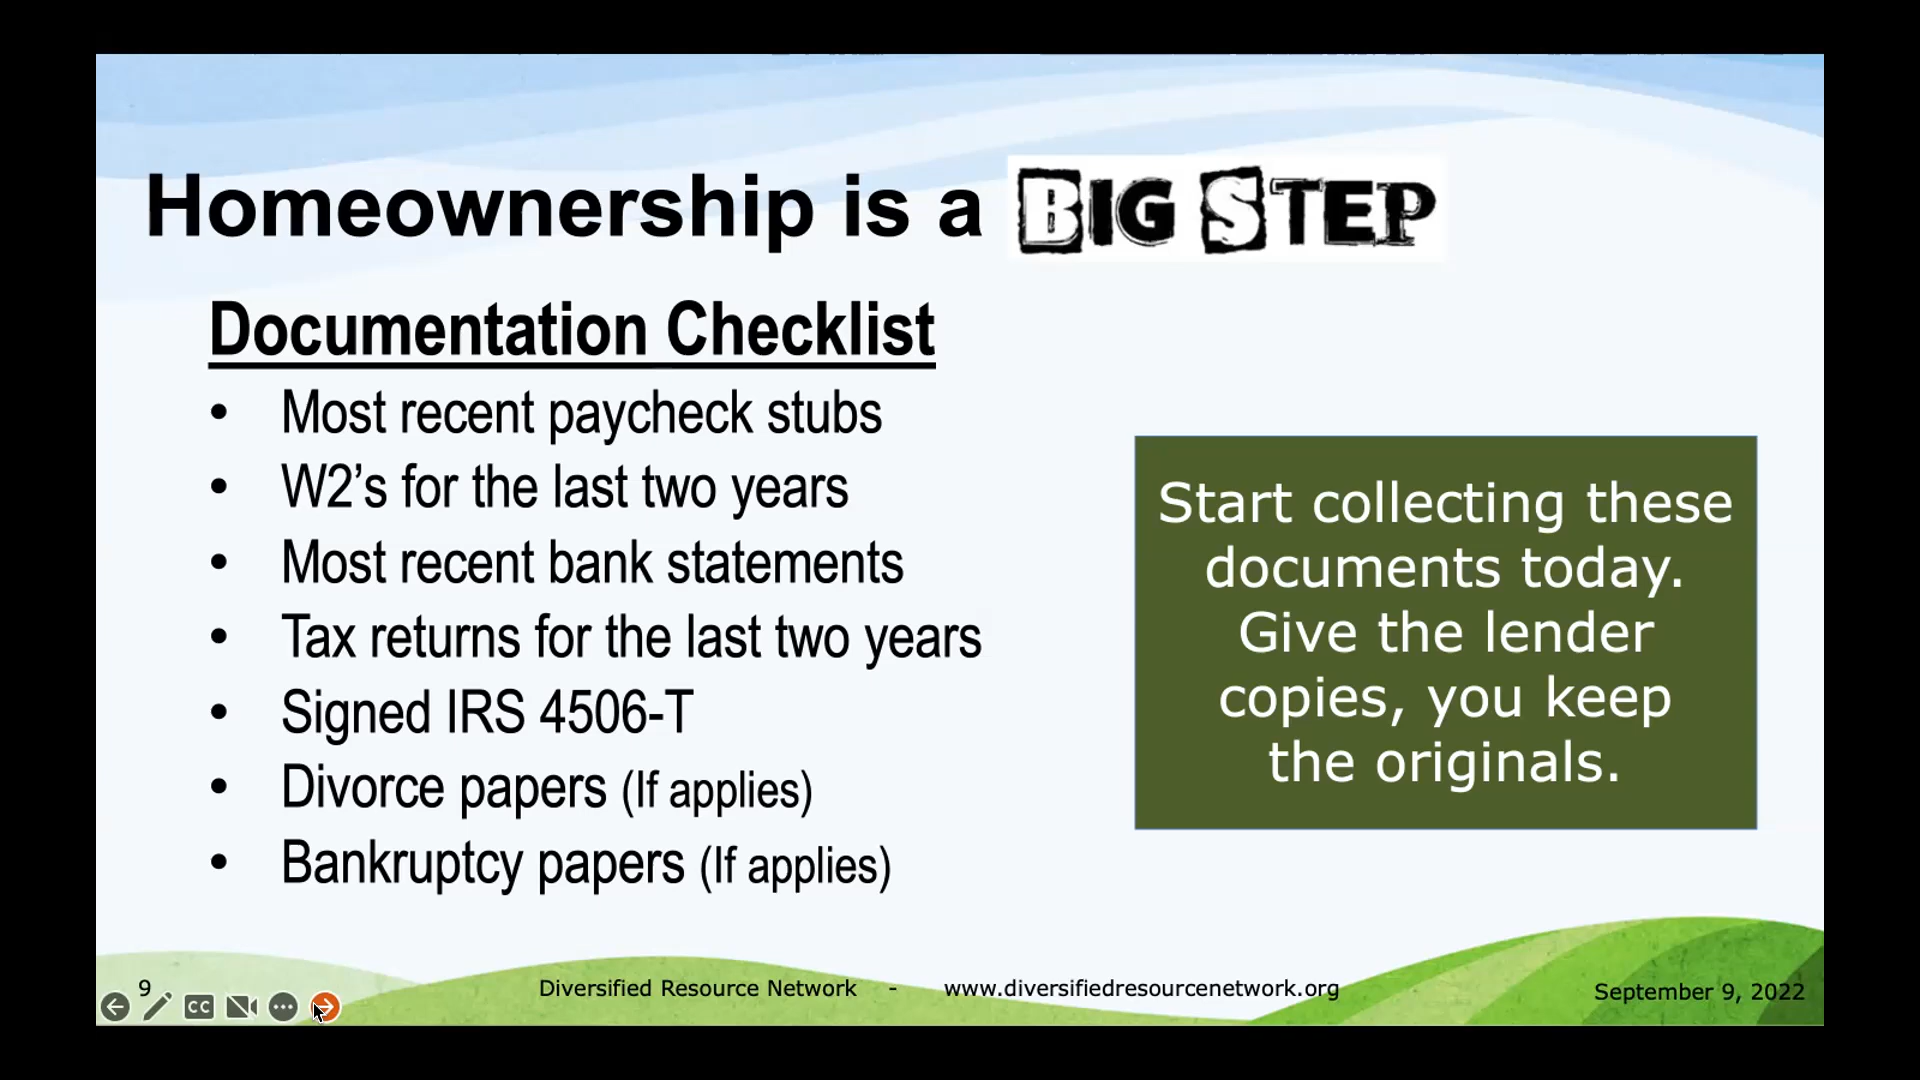 Homeownership is a BIG STEP
Documentation Checklist
• Most recent paycheck stubs
• W2’s for the last two years
• Most recent bank statements
• Tax returns for the last two years
• Signed IRS 4506-T
• Divorce papers (If applies)
• Bankruptcy papers (If applies)
Start collecting these
documents today.
Give the lender
copies, you keep
the originals.
9
CC
Diversified Resource Network - www.diversifiedresourcenetwork.org
September 9, 2022